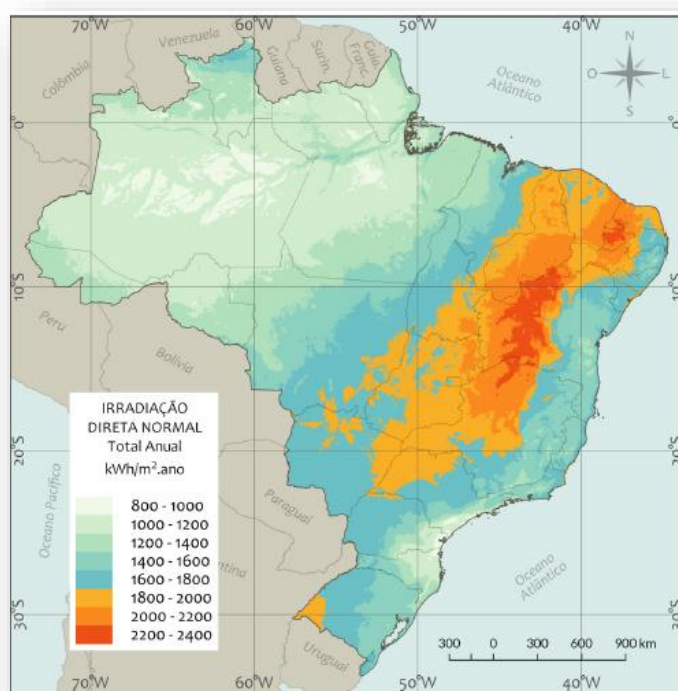 70°W
60°W
50°W
40°W
Venezuela
Colômbia
Guiana
Surin.
Guia. Franc.
Oceano Atlântico
N
O
L
S
0°
0°
10°S
10°S
Peru
Bolívia
20°S
20°S
Oceano Pacífico
Paraguai
IRRADIAÇÃO
DIRETA NORMAL
Total Anual
kWh/m².ano
800 - 1000
1000 - 1200
1200 - 1400
1400 - 1600
1600 - 1800
1800 - 2000
2000 - 2200
2200 - 2400
ntina
Oceano Atlântico
30°S
30°S
Uruguai
300 0 300 600 900 km
70°W
60°W
50°W
40°W